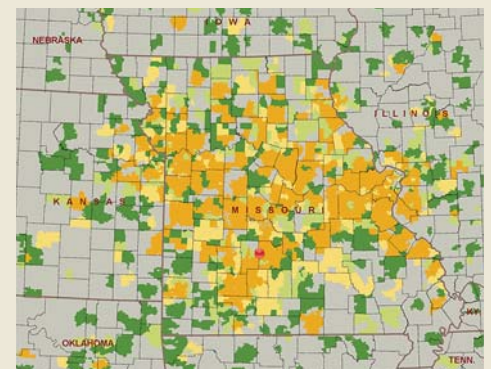 IOWA
NEBRASKA
ILLINOIS
KANSAS
MISSOURI
KY
OKLAHOMA
TENN.